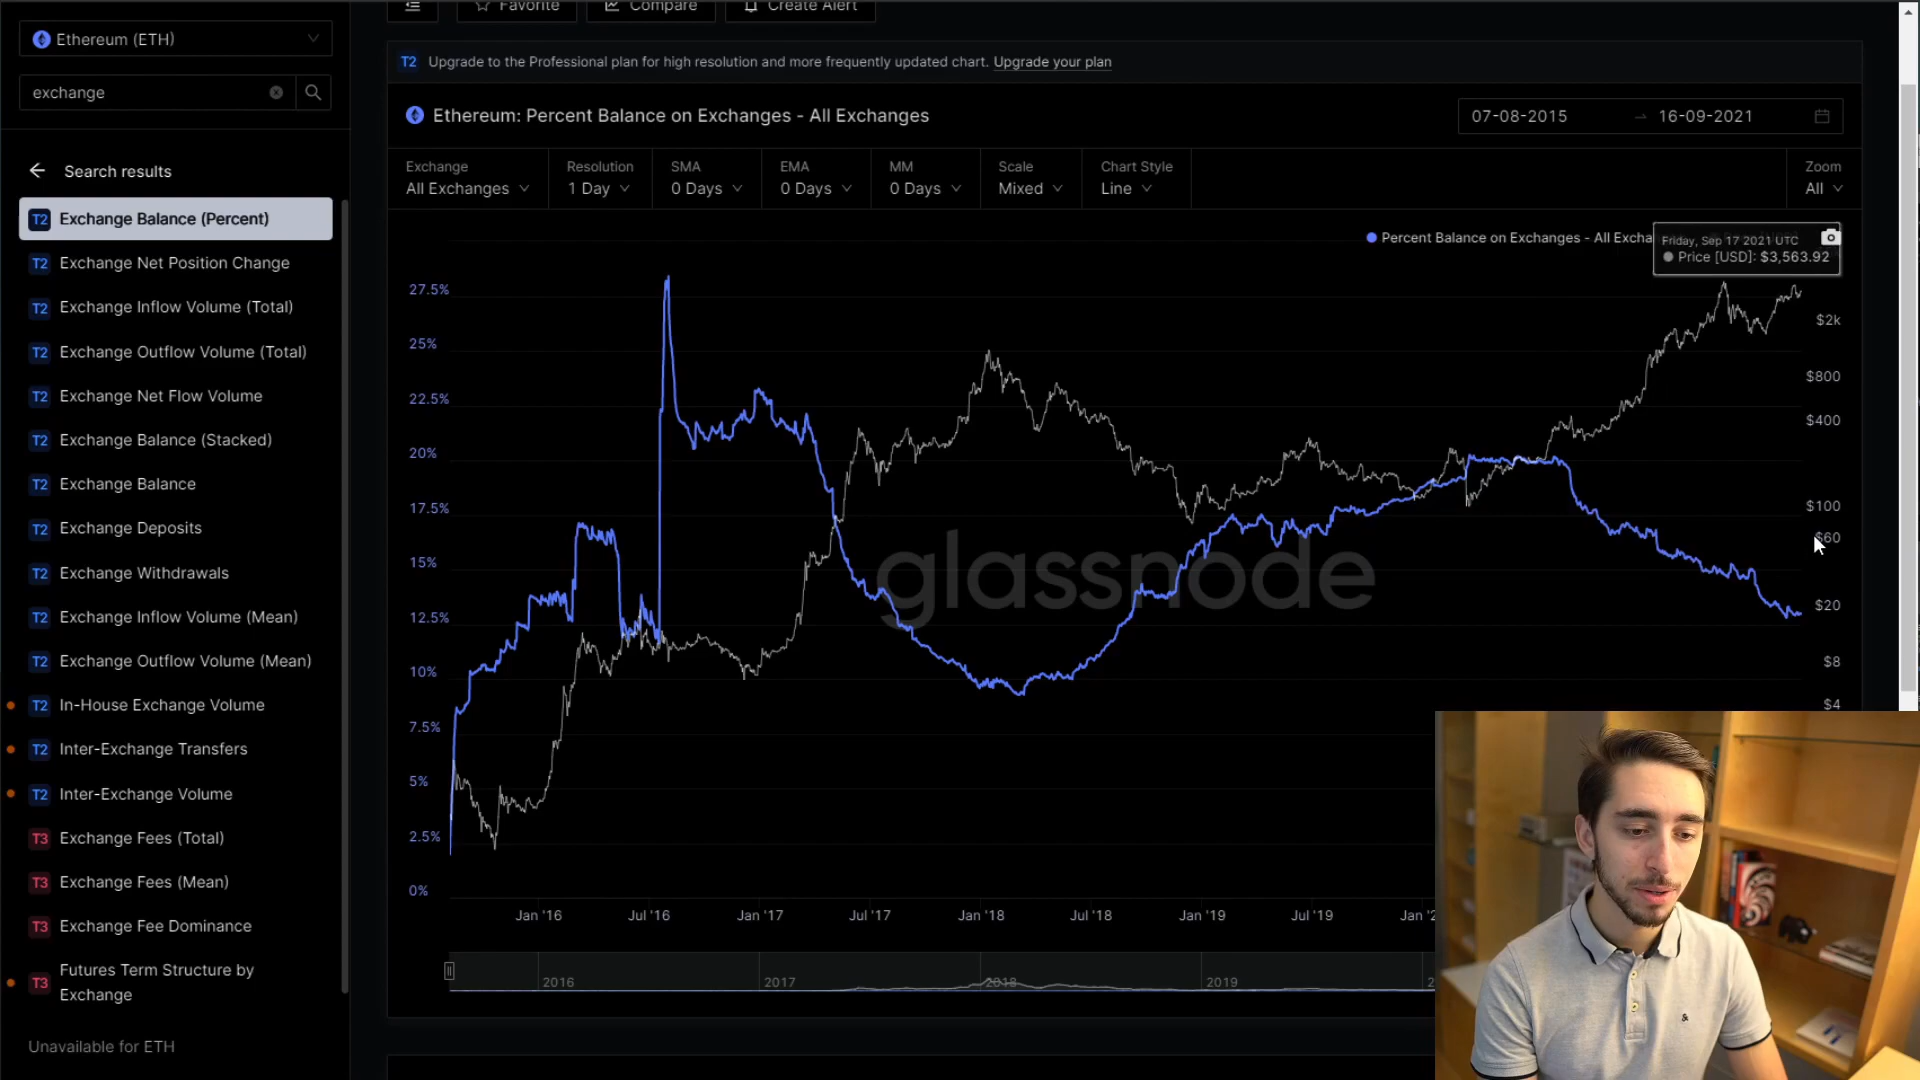 Favorite
Compare
Create Alert
Ethereum (ETH)
exchange
Search results
T2 Exchange Balance (Percent)
T2 Exchange Net Position Change
T2 Exchange Inflow Volume (Total)
T2 Exchange Outflow Volume (Total)
T2 Exchange Net Flow Volume
T2 Exchange Balance (Stacked)
T2 Exchange Balance
T2 Exchange Deposits
T2 Exchange Withdrawals
T2 Exchange Inflow Volume (Mean)
T2 Exchange Outflow Volume (Mean)
T2 In-House Exchange Volume
T2 Inter-Exchange Transfers
T2 Inter-Exchange Volume
T3 Exchange Fees (Total)
T3 Exchange Fees (Mean)
T3 Exchange Fee Dominance
T3 Futures Term Structure by
Exchange
Unavailable for ETH
T2 Upgrade to the Professional plan for high resolution and more frequently updated chart. Upgrade your plan
Ethereum: Percent Balance on Exchanges - All Exchanges
07-08-2015 → 16-09-2021
Exchange Resolution SMA EMA MM Scale Chart Style Zoom
All Exchanges 1 Day 0 Days 0 Days 0 Days Mixed Line All
Percent Balance on Exchanges - All Excha
Friday, Sep 17 2021 UTC
Price [USD]: $3,563.92
27.5%
25%
22.5%
20%
17.5%
15%
12.5%
10%
7.5%
5%
2.5%
0%
$2k
$800
$400
$100
$60
$20
$8
$4
glassnode
Jan '16 Jul '16 Jan '17 Jul '17 Jan '18 Jul '18 Jan '19 Jul '19 Jan '2
2016 2017 2018 2019 2